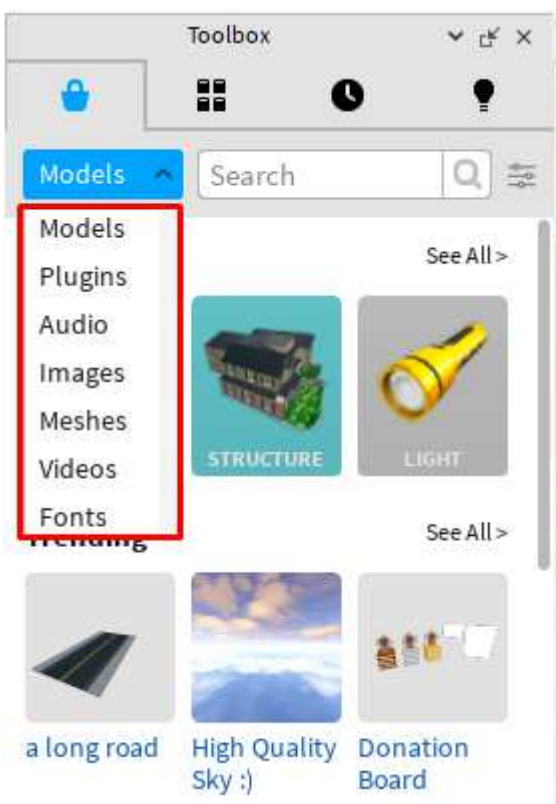 Toolbox
Models
Search
Models
Plugins
Audio
Images
Meshes
Videos
Fonts
See All >
STRUCTURE
LIGHT
Trending
See All >
a long road
High Quality
Sky :)
Donation
Board